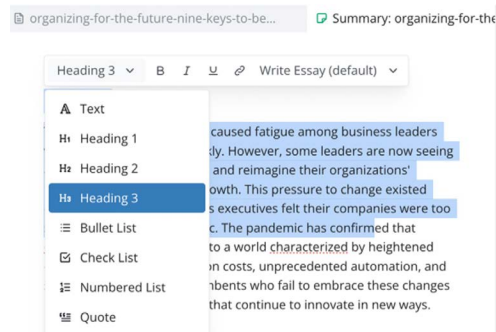 organizing-for-the-future-nine-keys-to-be...
Summary: organizing-for-the
Heading 3
B I U Write Essay (default)
Text
H1 Heading 1
H2 Heading 2
H3 Heading 3
Bullet List
Check List
Numbered List
Quote
caused fatigue among business leaders
kly. However, some leaders are now seeing
and reimagine their organizations'
owth. This pressure to change existed
s executives felt their companies were too
c. The pandemic has confirmed that
to a world characterized by heightened
on costs, unprecedented automation, and
mbents who fail to embrace these changes
that continue to innovate in new ways.